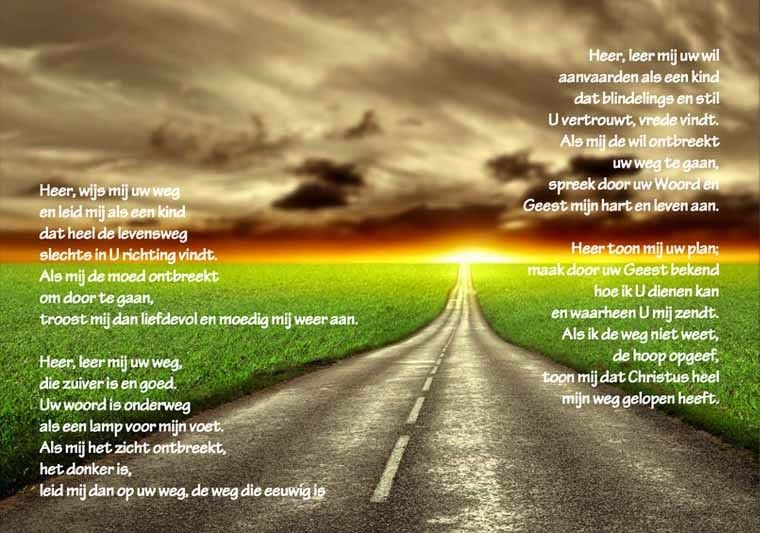 Heer, wijs mij uw weg
en leid mij als een kind
dat heel de levensweg
slechts in U richting vindt.
Als mij de moed ontbreekt
om door te gaan,
troost mij dan liefdevol en moedig mij weer aan.

Heer, leer mij uw weg,
die zuiver is en goed.
Uw woord is onderweg
als een lamp voor mijn voet.
Als mij het zicht ontbreekt,
het donker is,
leid mij dan op uw weg, de weg die eeuwig is

Heer, leer mij uw wil
aanvaarden als een kind
dat blindelings en stil
U vertrouwt, vrede vindt.
Als mij de wil ontbreekt
uw weg te gaan,
spreek door uw Woord en
Geest mijn hart en leven aan.

Heer toon mij uw plan;
maak door uw Geest bekend
hoe ik U dienen kan
en waarheen U mij zendt.
Als ik de weg niet weet,
de hoop opgeef,
toon mij dat Christus heel
mijn weg gelopen heeft.